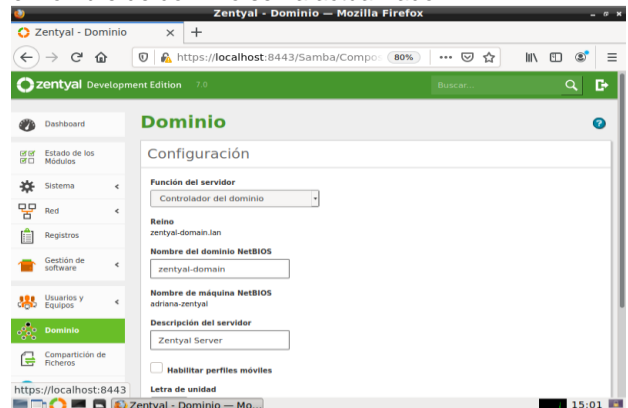 Zentyal - Dominio — Mozilla Firefox
Zentyal - Dominio
https://localhost:8443/Samba/Compo
80%
zentyal Development Edition 7.0
Buscar...
Dashboard
Estado de los
Módulos
Sistema
Red
Registros
Gestión de
software
Usuarios y
Equipos
Dominio
Compartición de
Ficheros
Dominio
Configuración
Función del servidor
Controlador del dominio
Reino
zentyal-domain.lan
Nombre del dominio NetBIOS
zentyal-domain
Nombre de máquina NetBIOS
adriana-zentyal
Descripción del servidor
Zentyal Server
Habilitar perfiles móviles
Letra de unidad
https://localhost:8443
Zentyal - Dominio — Mo...
15:01